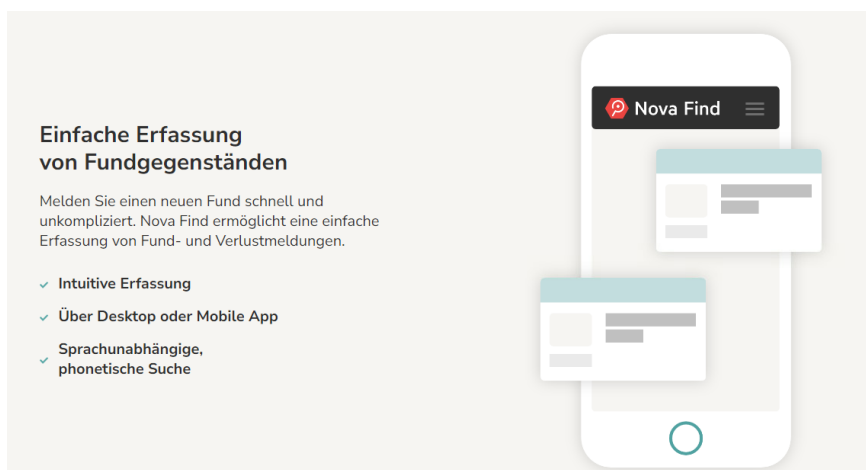 Einfache Erfassung
von Fundgegenständen
Melden Sie einen neuen Fund schnell und
unkompliziert. Nova Find ermöglicht eine einfache
Erfassung von Fund- und Verlustmeldungen.
Intuitive Erfassung
Über Desktop oder Mobile App
Sprachunabhängige,
phonetische Suche
Nova Find